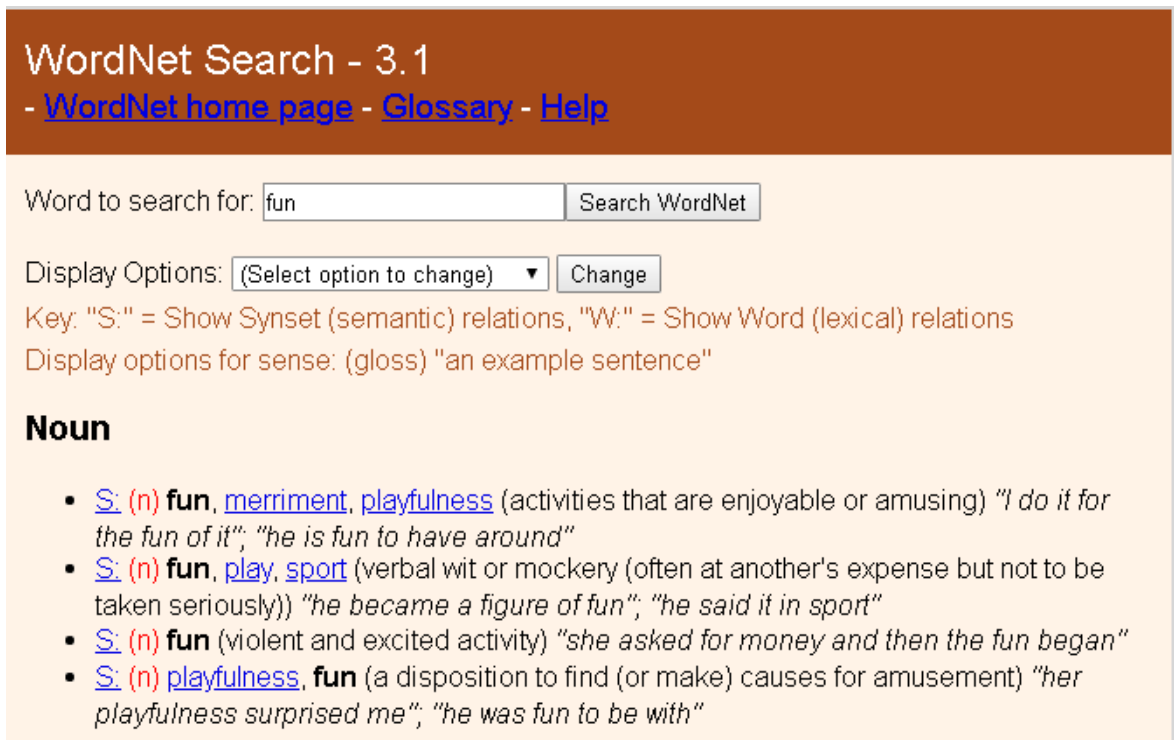 WordNet Search - 3.1
- WordNet home page - Glossary - Help
Word to search for: fun Search WordNet
Display Options: (Select option to change) Change
Key: "S:" = Show Synset (semantic) relations, "W:" = Show Word (lexical) relations
Display options for sense: (gloss) "an example sentence"
Noun
• S: (n) fun, merriment, playfulness (activities that are enjoyable or amusing) "I do it for
the fun of it"; "he is fun to have around"
• S: (n) fun, play, sport (verbal wit or mockery (often at another's expense but not to be
taken seriously)) "he became a figure of fun"; "he said it in sport"
• S: (n) fun (violent and excited activity) "she asked for money and then the fun began"
• S: (n) playfulness, fun (a disposition to find (or make) causes for amusement) "her
playfulness surprised me"; "he was fun to be with"